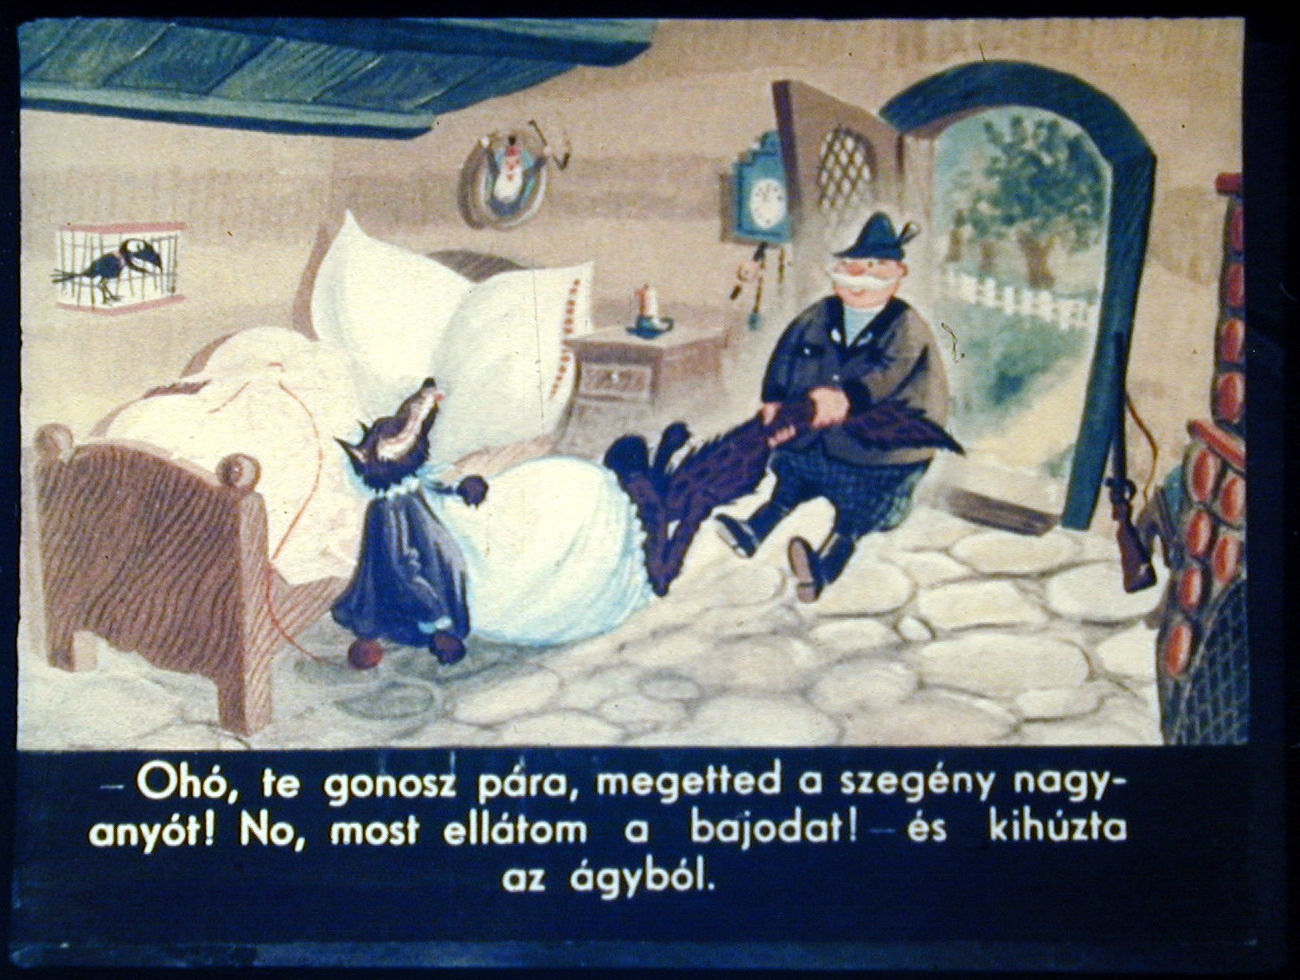 – Ohó, te gonosz pára, megetted a szegény nagy-
anyót! No, most ellátom a bajodat! – és kihúzta
az ágyból.